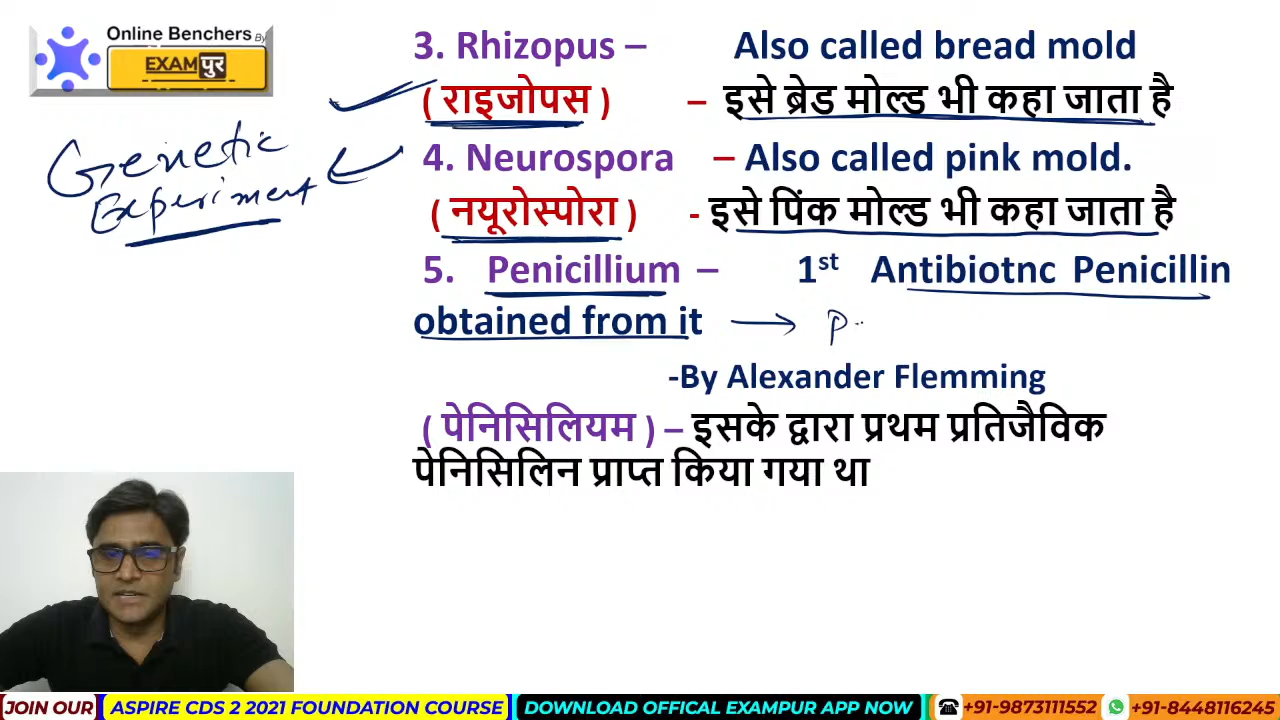 Online Benchers By
EXAMपुर
3. Rhizopus – Also called bread mold
( राइजोपस ) – इसे ब्रेड मोल्ड भी कहा जाता है
Genetic
Experiment
4. Neurospora – Also called pink mold.
( नयूरोस्पोरा ) - इसे पिंक मोल्ड भी कहा जाता है
5. Penicillium – 1st Antibiotnc Penicillin
obtained from it → P
-By Alexander Flemming
( पेनिसिलियम ) – इसके द्वारा प्रथम प्रतिजैविक
पेनिसिलिन प्राप्त किया गया था
JOIN OUR ASPIRE CDS 2 2021 FOUNDATION COURSE DOWNLOAD OFFICAL EXAMPUR APP NOW +91-9873111552 +91-8448116245